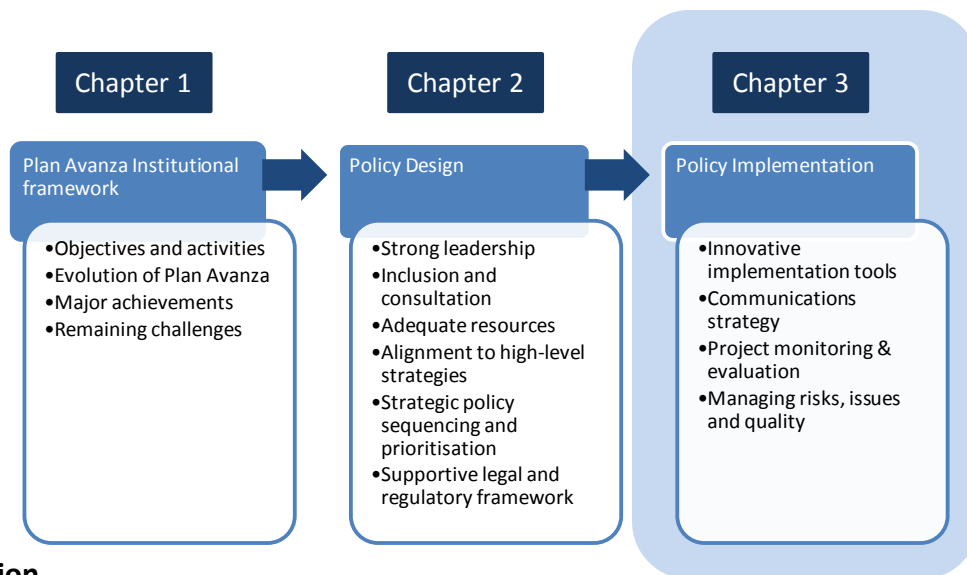 Chapter 1
Plan Avanza Institutional
framework
•Objectives and activities
•Evolution of Plan Avanza
•Major achievements
•Remaining challenges
Chapter 2
Policy Design
•Strong leadership
•Inclusion and
consultation
•Adequate resources
•Alignment to high-level
strategies
•Strategic policy
sequencing and
prioritisation
•Supportive legal and
regulatory framework
Chapter 3
Policy Implementation
•Innovative
implementation tools
•Communications
strategy
•Project monitoring &
evaluation
•Managing risks, issues
and quality